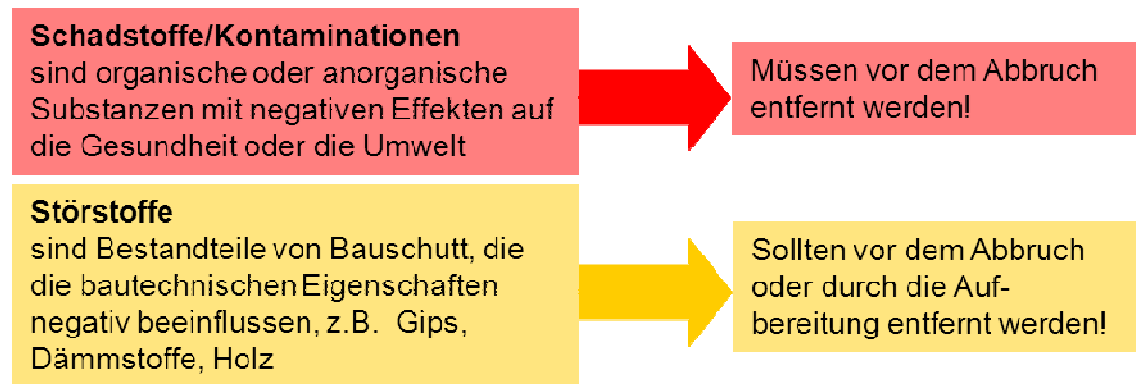 Schadstoffe/Kontaminationen
sind organische oder anorganische
Substanzen mit negativen Effekten auf
die Gesundheit oder die Umwelt
Müssen vor dem Abbruch
entfernt werden!
Störstoffe
sind Bestandteile von Bauschutt, die
die bautechnischen Eigenschaften
negativ beeinflussen, z.B. Gips,
Dämmstoffe, Holz
Sollten vor dem Abbruch
oder durch die Auf-
bereitung entfernt werden!